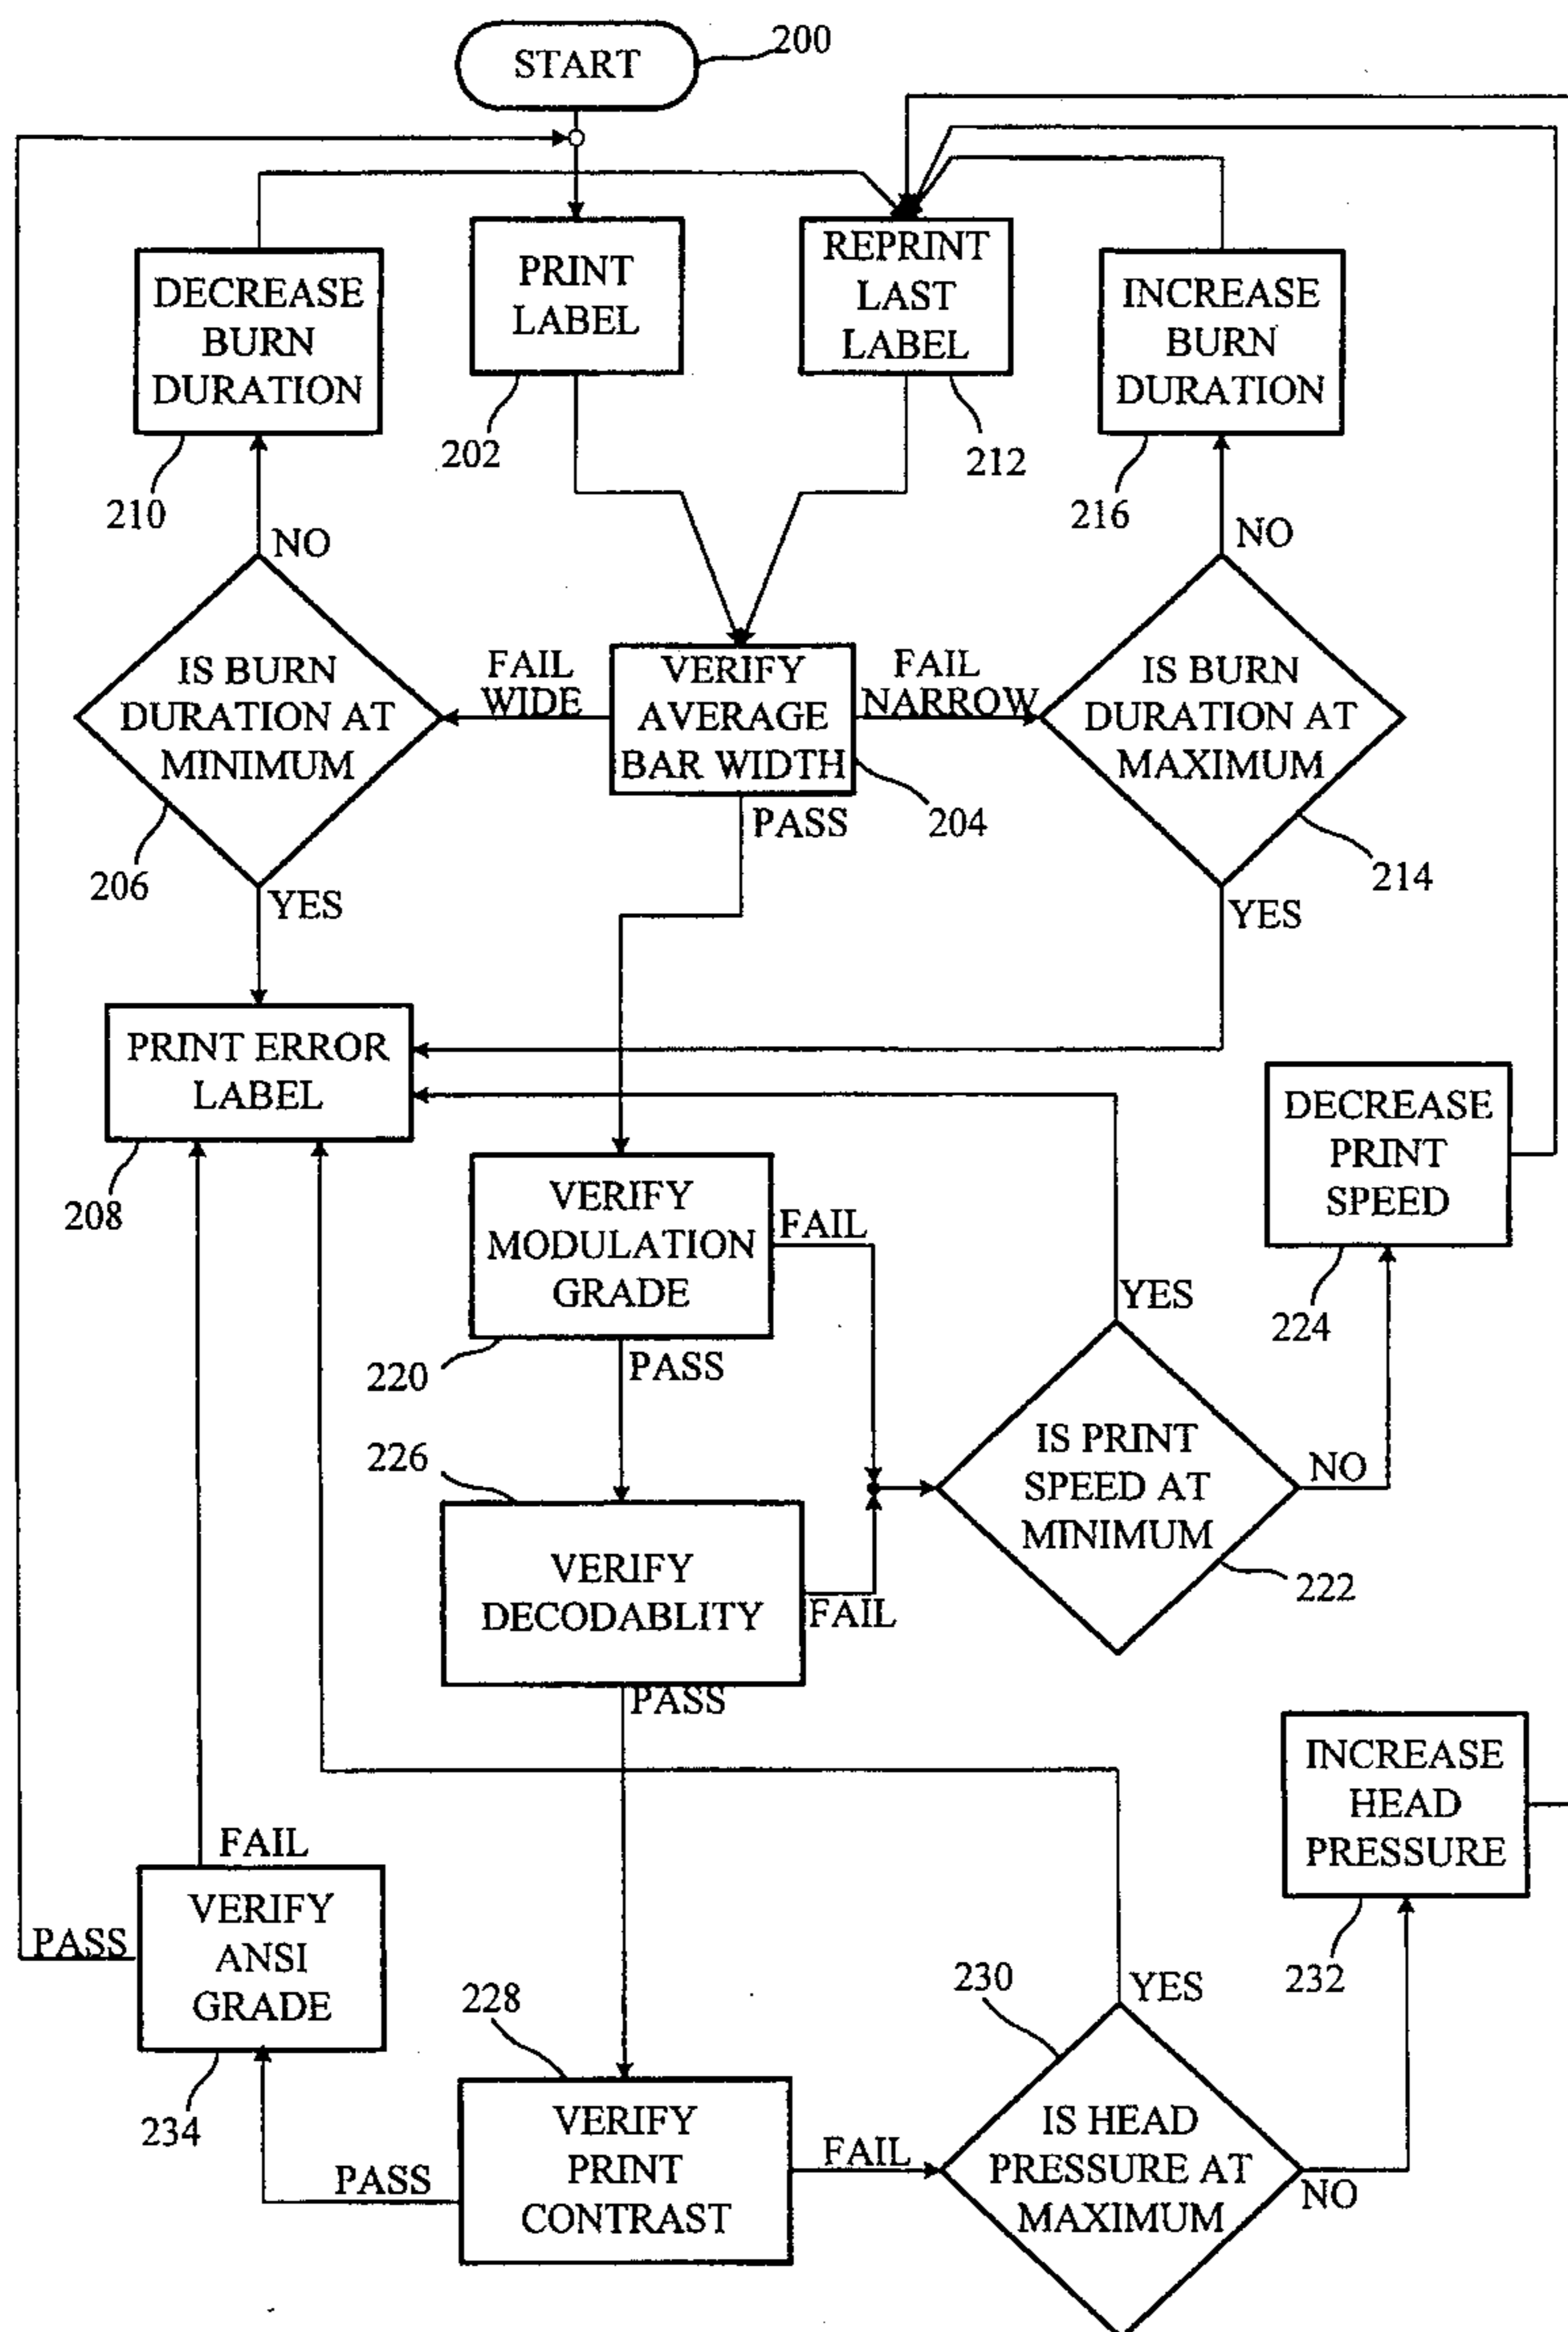 START
200
DECREASE
BURN
DURATION
210
PRINT
LABEL
202
REPRINT
LAST
LABEL
212
INCREASE
BURN
DURATION
216
NO
NO
IS BURN
DURATION AT
MINIMUM
206
FAIL
WIDE
VERIFY
AVERAGE
BAR WIDTH
204
FAIL
NARROW
IS BURN
DURATION AT
MAXIMUM
214
PASS
YES
YES
PRINT ERROR
LABEL
208
DECREASE
PRINT
SPEED
224
VERIFY
MODULATION
GRADE
220
FAIL
YES
PASS
226
IS PRINT
SPEED AT
MINIMUM
222
NO
VERIFY
DECODABLITY
FAIL
PASS
INCREASE
HEAD
PRESSURE
232
FAIL
VERIFY
ANSI
GRADE
234
PASS
228
230
YES
VERIFY
PRINT
CONTRAST
PASS
FAIL
IS HEAD
PRESSURE AT
MAXIMUM
NO